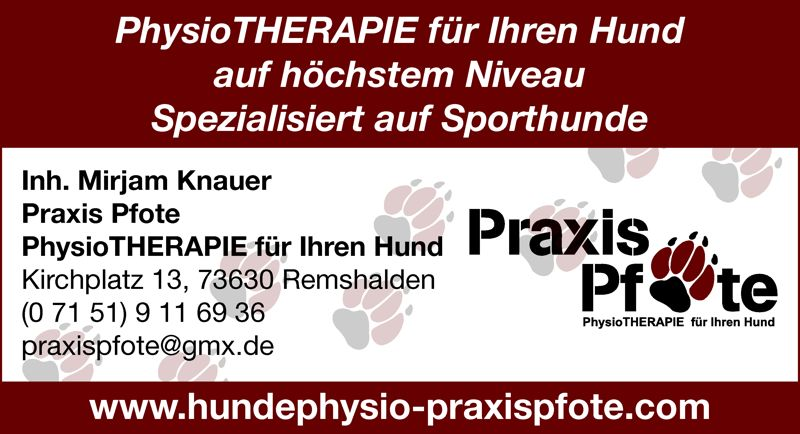 PhysioTHERAPIE für Ihren Hund
auf höchstem Niveau
Spezialisiert auf Sporthunde
Inh. Mirjam Knauer
Praxis Pfote
PhysioTHERAPIE für Ihren Hund
Kirchplatz 13, 73630 Remshalden
(0 71 51) 9 11 69 36
praxispfote@gmx.de
Praxis
Pfote
PhysioTHERAPIE für Ihren Hund
www.hundephysio-praxispfote.com